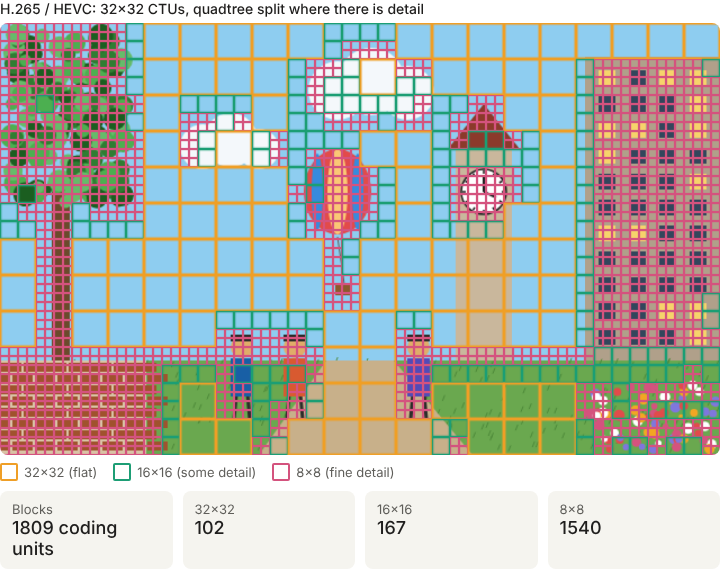 H.265 / HEVC: 32×32 CTUs, quadtree split where there is detail
32×32 (flat) 16×16 (some detail) 8×8 (fine detail)
Blocks
1809 coding
units
32×32
102
16×16
167
8×8
1540